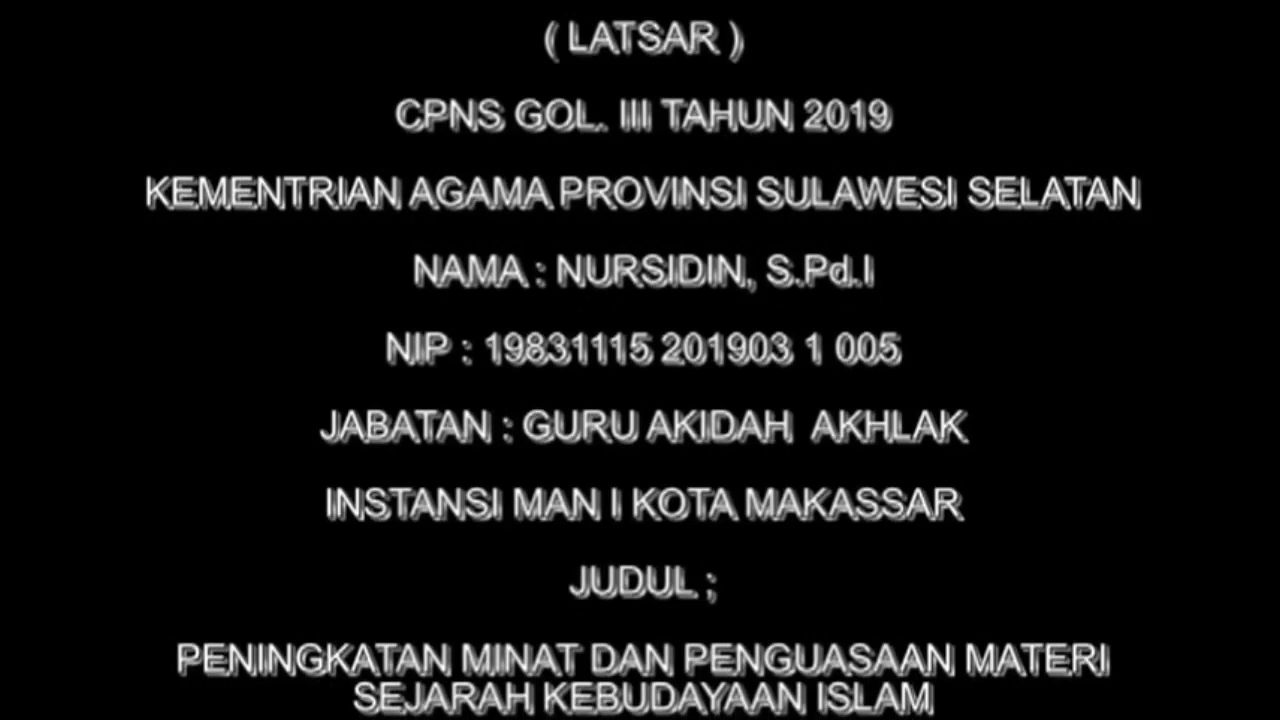 ( LATSAR )
CPNS GOL. III TAHUN 2019
KEMENTRIAN AGAMA PROVINSI SULAWESI SELATAN
NAMA : NURSIDIN, S.Pd.I
NIP : 19831115 201903 1 005
JABATAN : GURU AKIDAH  AKHLAK
INSTANSI MAN I KOTA MAKASSAR
JUDUL ;
PENINGKATAN MINAT DAN PENGUASAAN MATERI
SEJARAH KEBUDAYAAN ISLAM